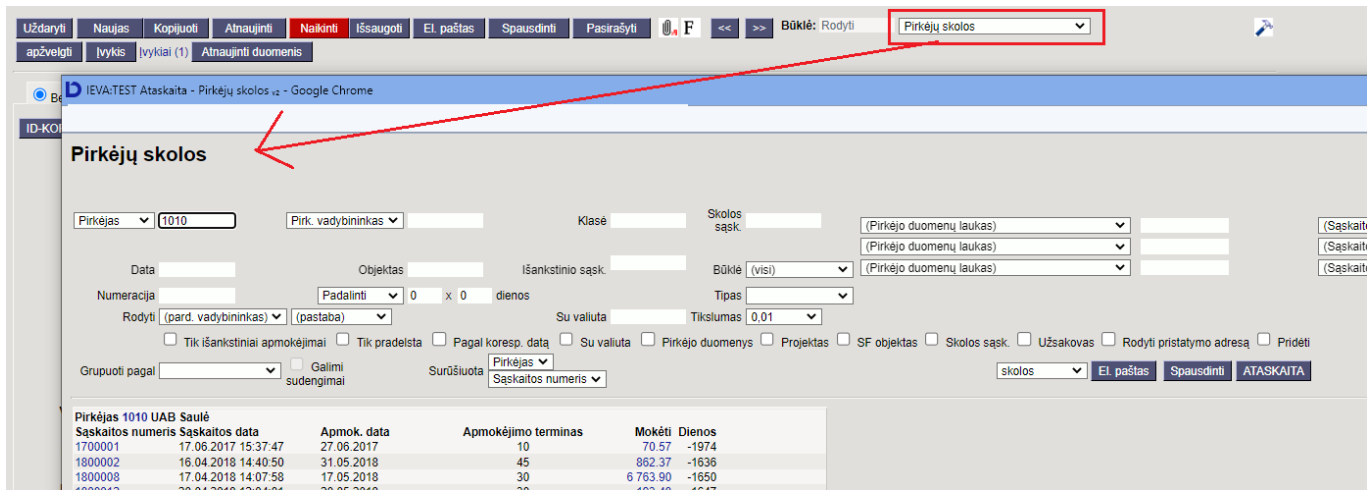 Uždaryti Naujas Kopijuoti Atnaujinti Naikinti Išsaugoti El. paštas Spausdinti Pasirašyti F << >> Būklė: Rodyti Pirkėjų skolos
apžvelgti Įvykis Įvykiai (1) Atnaujinti duomenis
IEVA:TEST Ataskaita - Pirkėjų skolos v2 - Google Chrome
ID-KO
Pirkėjų skolos
Pirkėjas 1010 Pirk. vadybininkas Klasė Skolos sąsk. (Pirkėjo duomenų laukas) (Sąskait
(Pirkėjo duomenų laukas) (Sąskait
Data Objektas Išankstinio sąsk. Būklė (visi) (Pirkėjo duomenų laukas) (Sąskait
Numeracija Padalinti 0 x 0 dienos Tipas
Rodyti (pard. vadybininkas) (pastaba) Su valiuta Tikslumas 0,01
Tik išankstiniai apmokėjimai Tik pradelsta Pagal koresp. datą Su valiuta Pirkėjo duomenys Projektas SF objektas Skolos sąsk. Užsakovas Rodyti pristatymo adresą Pridėti
Grupuoti pagal Galimi sudengimai Surūšiuota Pirkėjas skolos El. paštas Spausdinti ATASKAITA
Sąskaitos numeris
Pirkėjas 1010 UAB Saulė
Sąskaitos numeris Sąskaitos data Apmok. data Apmokėjimo terminas Mokėti Dienos
1700001 17.06.2017 15:37:47 27.06.2017 10 70.57 -1974
1800002 16.04.2018 14:40:50 31.05.2018 45 862.37 -1636
1800008 17.04.2018 14:07:58 17.05.2018 30 6 763.90 -1650